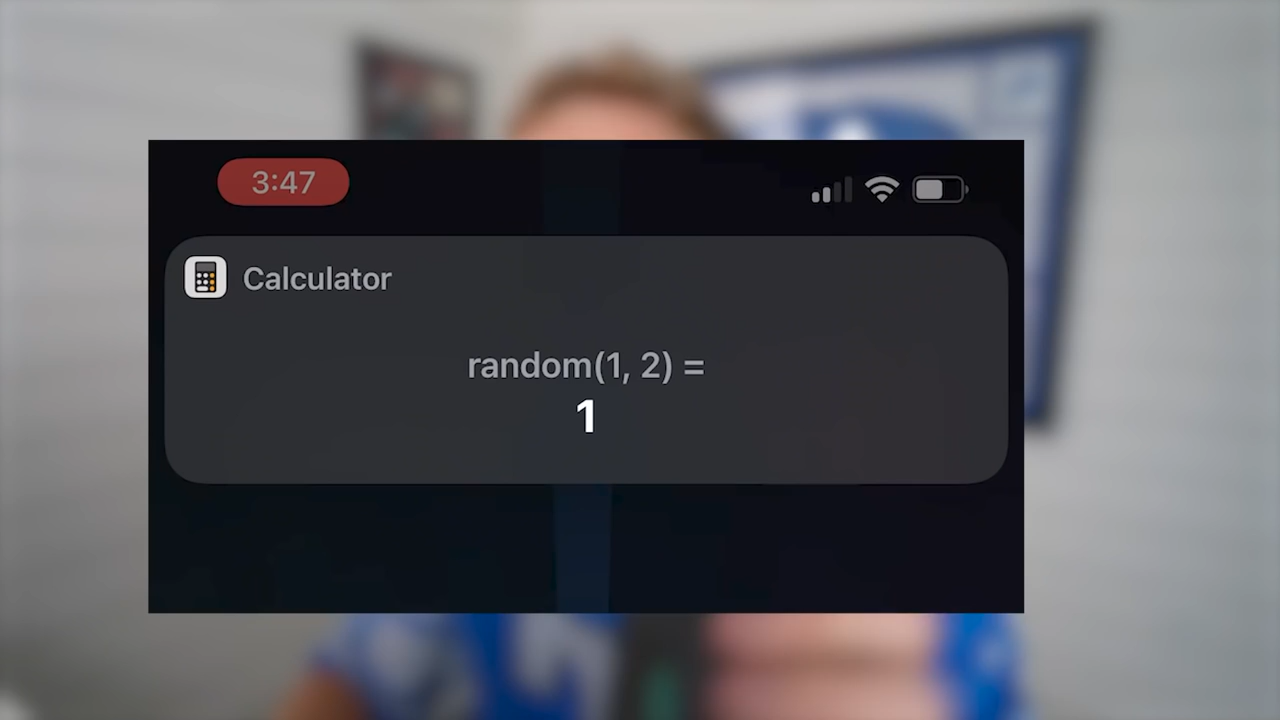 3:47
Calculator
random(1, 2) =
1